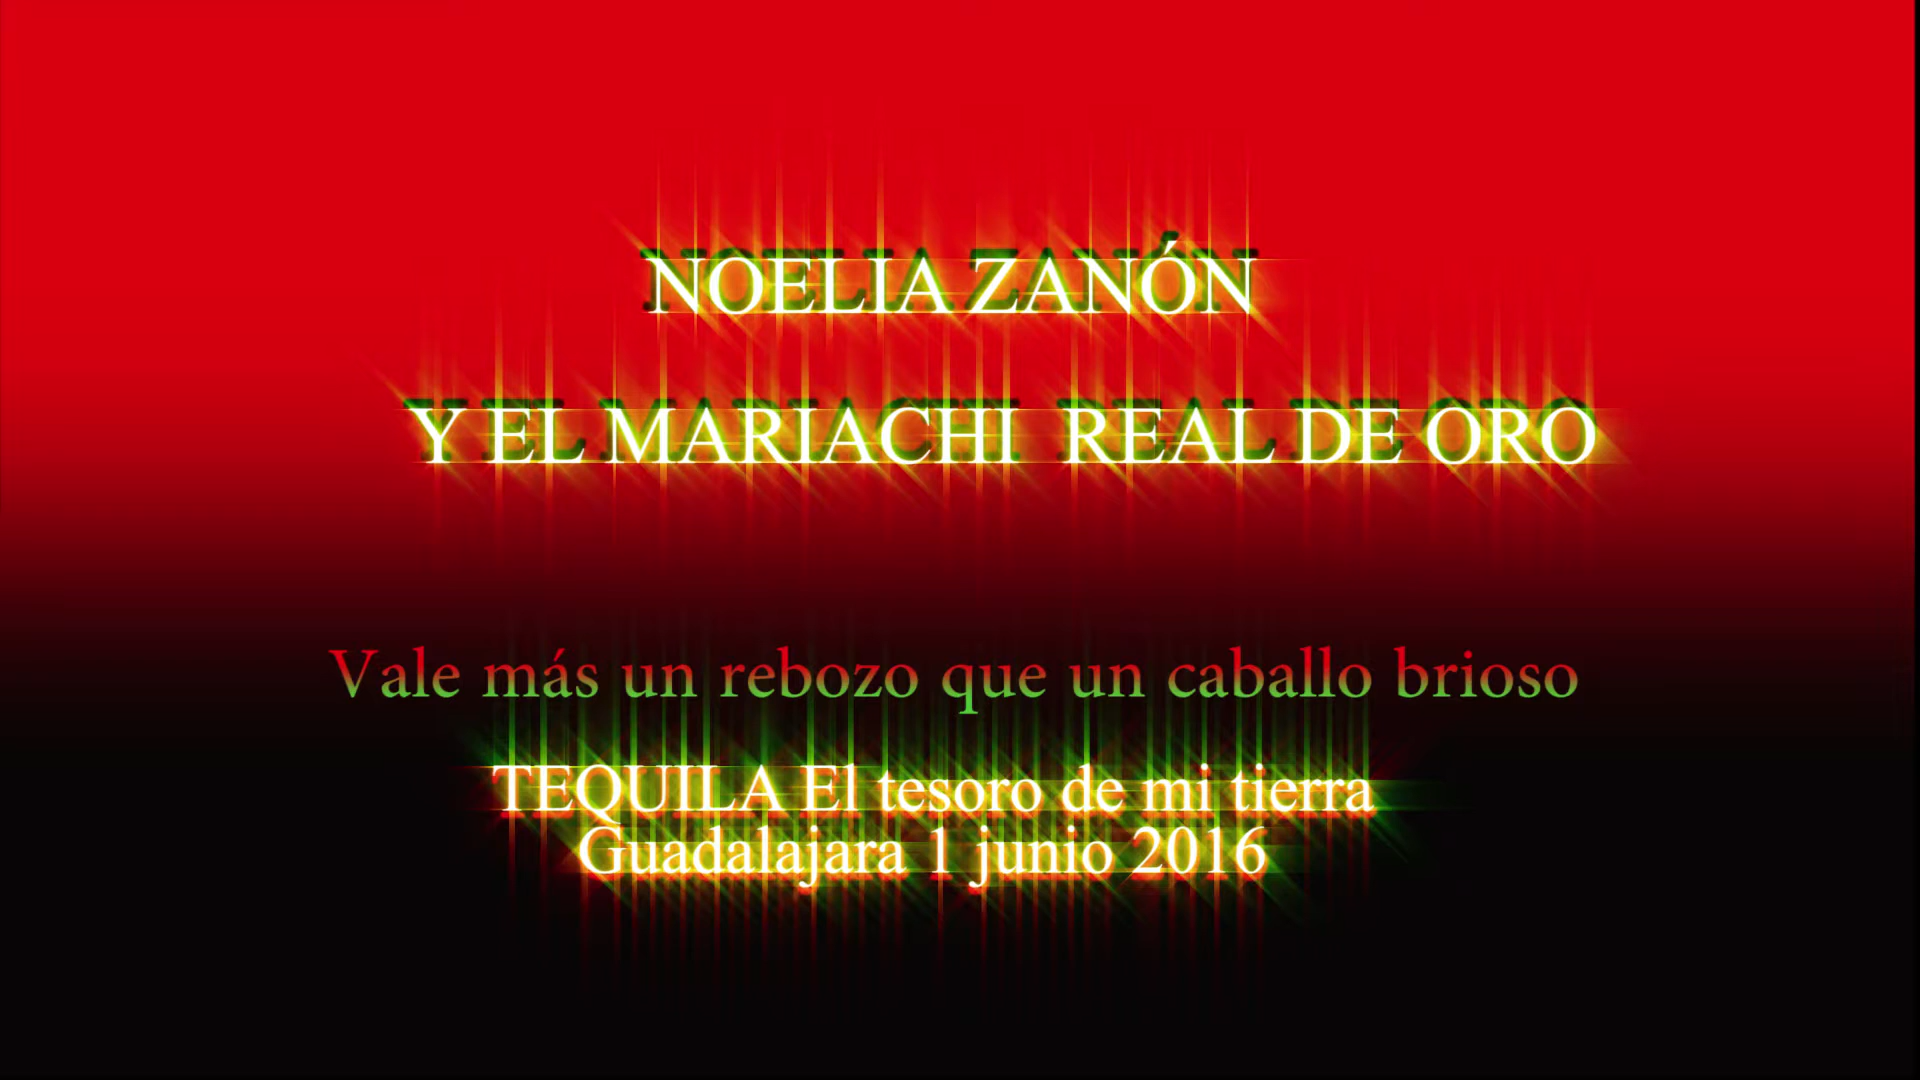 NOELIA ZANÓN
Y EL MARIACHI REAL DE ORO
Vale más un rebozo que un caballo brioso
TEQUILA El tesoro de mi tierra
Guadalajara 1 junio 2016